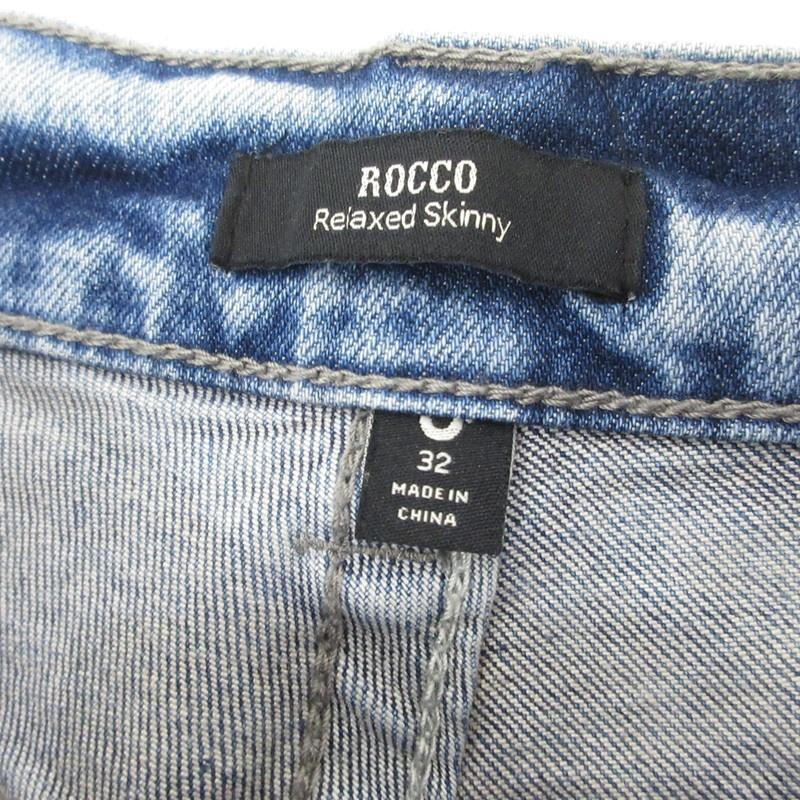 ROCCO
Relaxed Skinny
32
MADE IN
CHINA